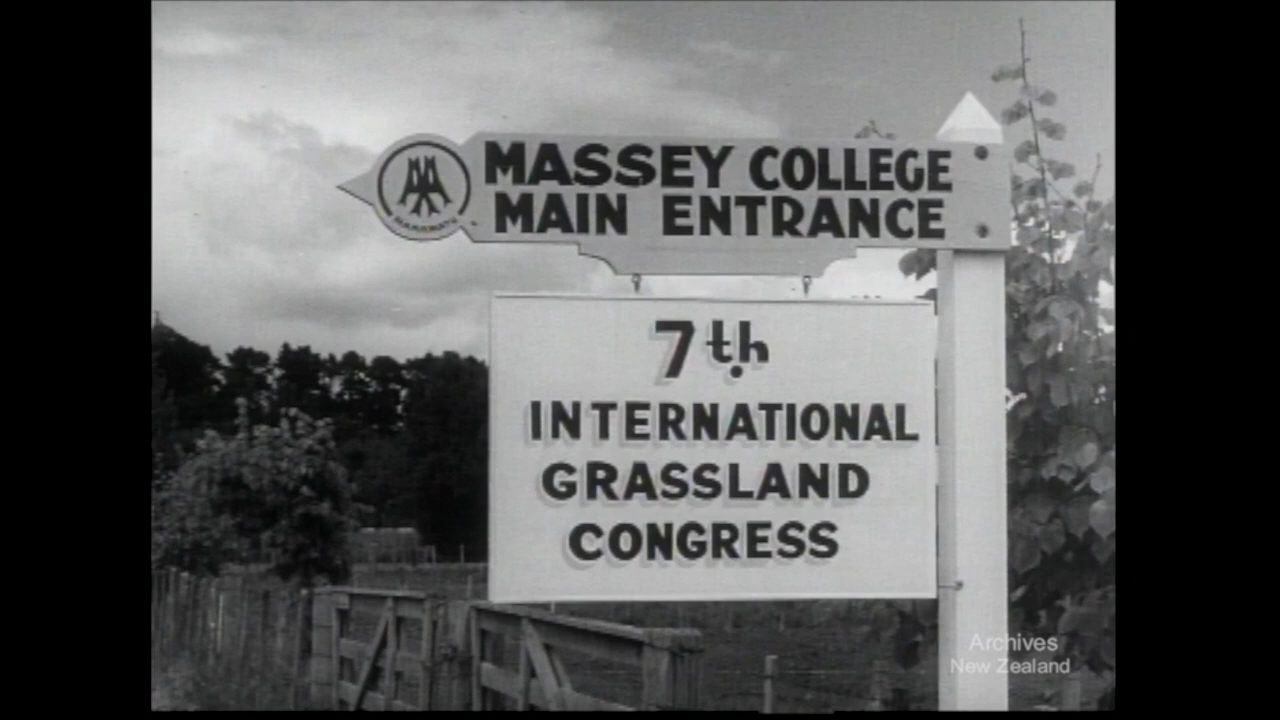 MASSEY COLLEGE
MAIN ENTRANCE
7th
INTERNATIONAL
GRASSLAND
CONGRESS
Archives
New Zealand